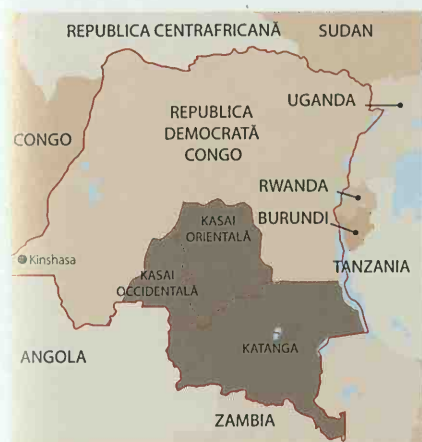 REPUBLICA CENTRAFRICANĂ
SUDAN
UGANDA
REPUBLICA
DEMOCRATĂ
CONGO
CONGO
RWANDA
BURUNDI
KASAI
ORIENTALĂ
Kinshasa
TANZANIA
KASAI
OCCIDENTALĂ
ANGOLA
KATANGA
ZAMBIA